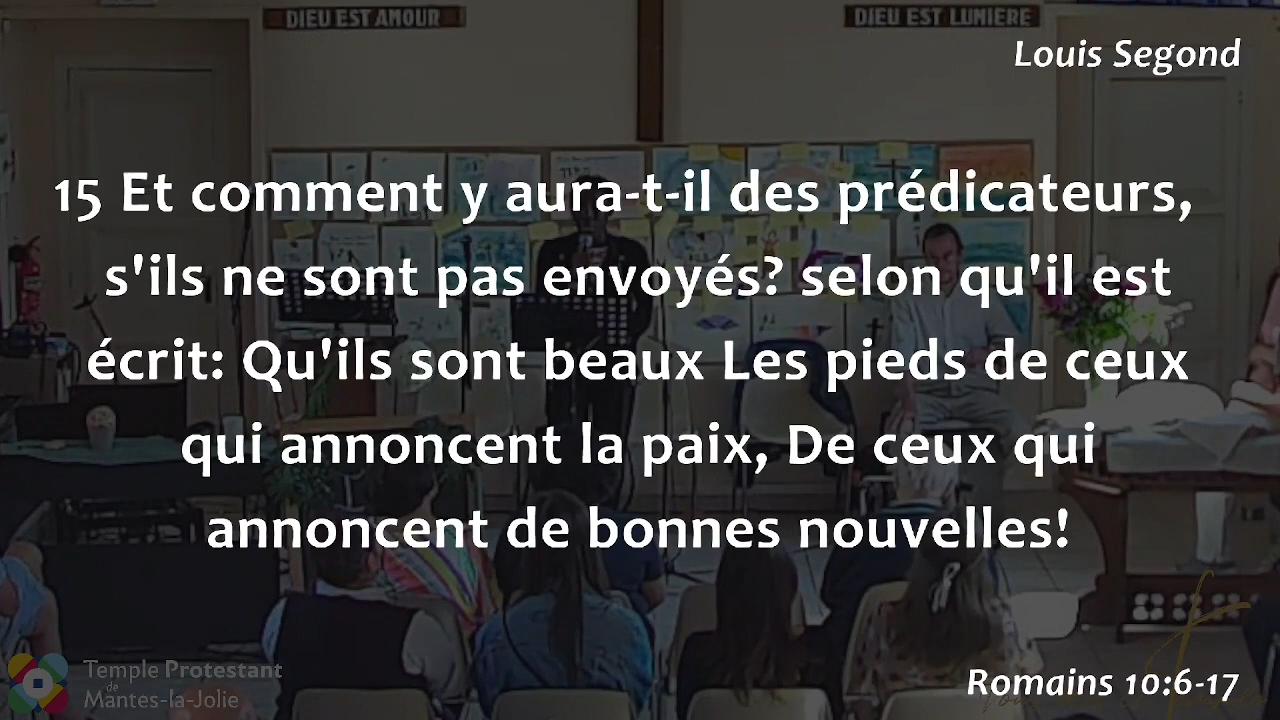 DIEU EST AMOUR
DIEU EST LUMIÈRE
Louis Segond
15 Et comment y aura-t-il des prédicateurs,
s'ils ne sont pas envoyés? selon qu'il est
écrit: Qu'ils sont beaux Les pieds de ceux
qui annoncent la paix, De ceux qui
annoncent de bonnes nouvelles!
Temple Protestant
de
Mantes-la-Jolie
Romains 10:6-17